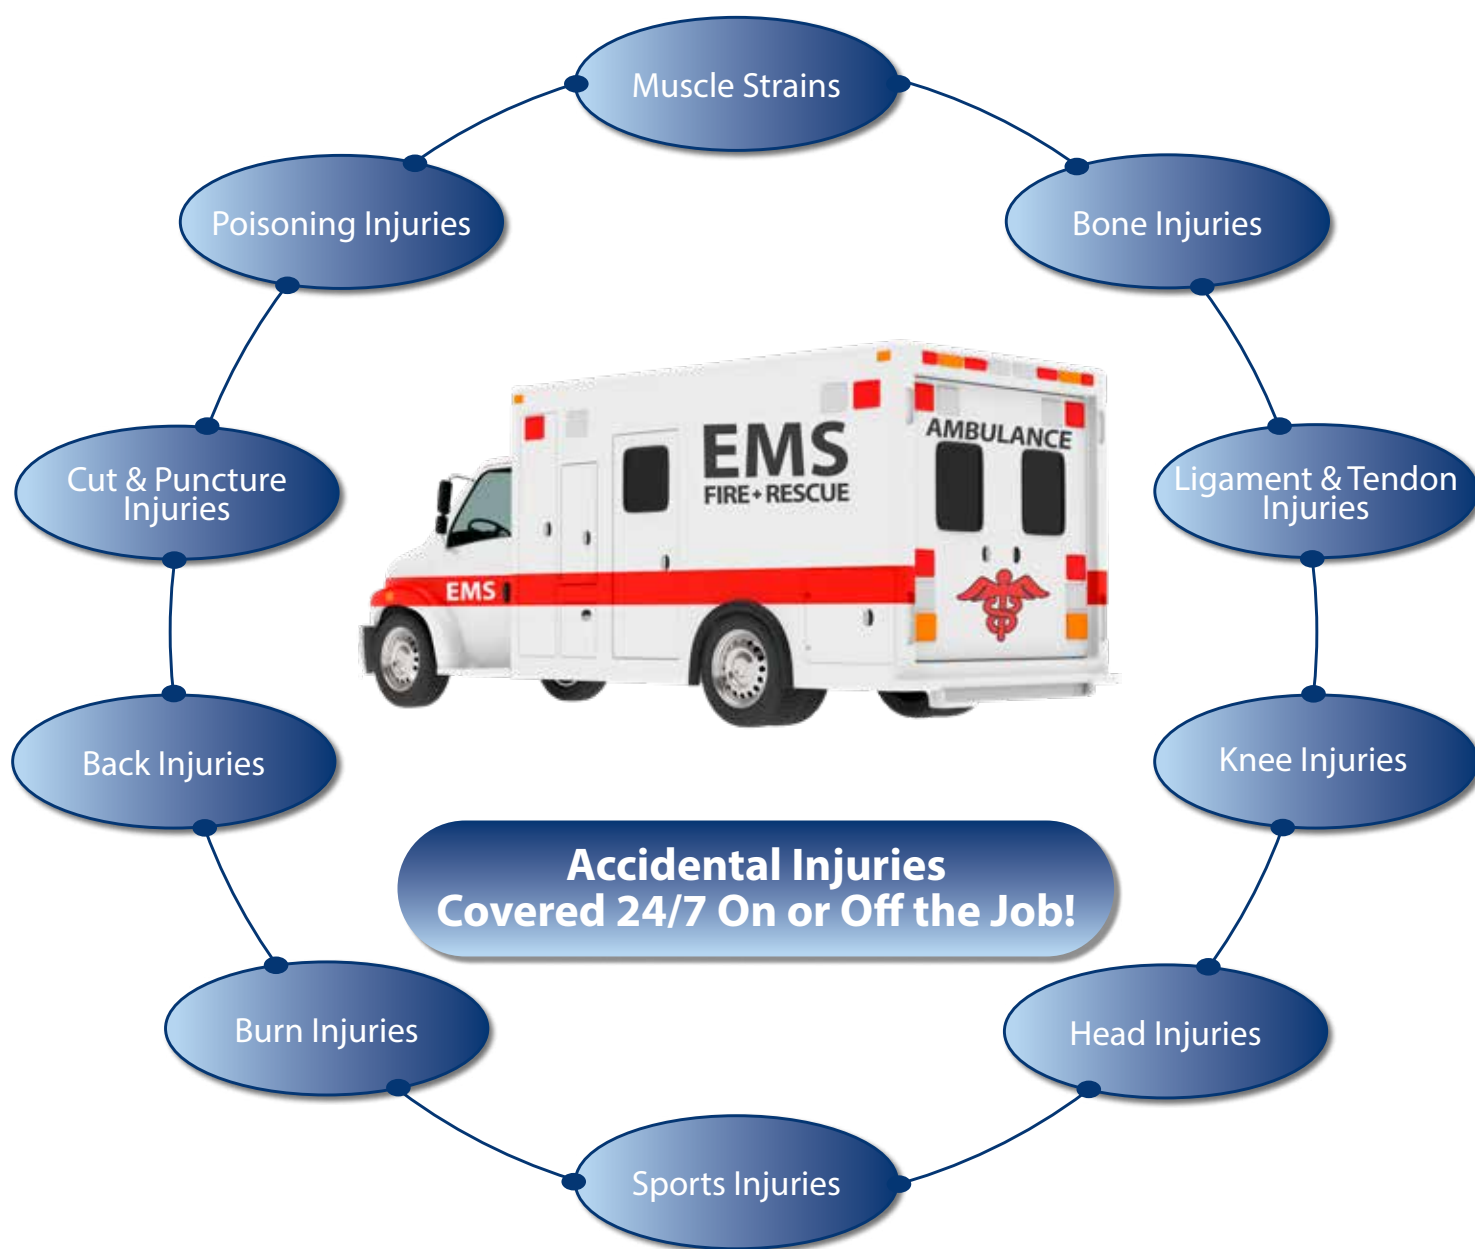 Muscle Strains
Poisoning Injuries
Bone Injuries
EMS
FIRE+RESCUE
AMBULANCE
Cut & Puncture
Injuries
Ligament & Tendon
Injuries
EMS
Back Injuries
Knee Injuries
Accidental Injuries
Covered 24/7 On or Off the Job!
Burn Injuries
Head Injuries
Sports Injuries